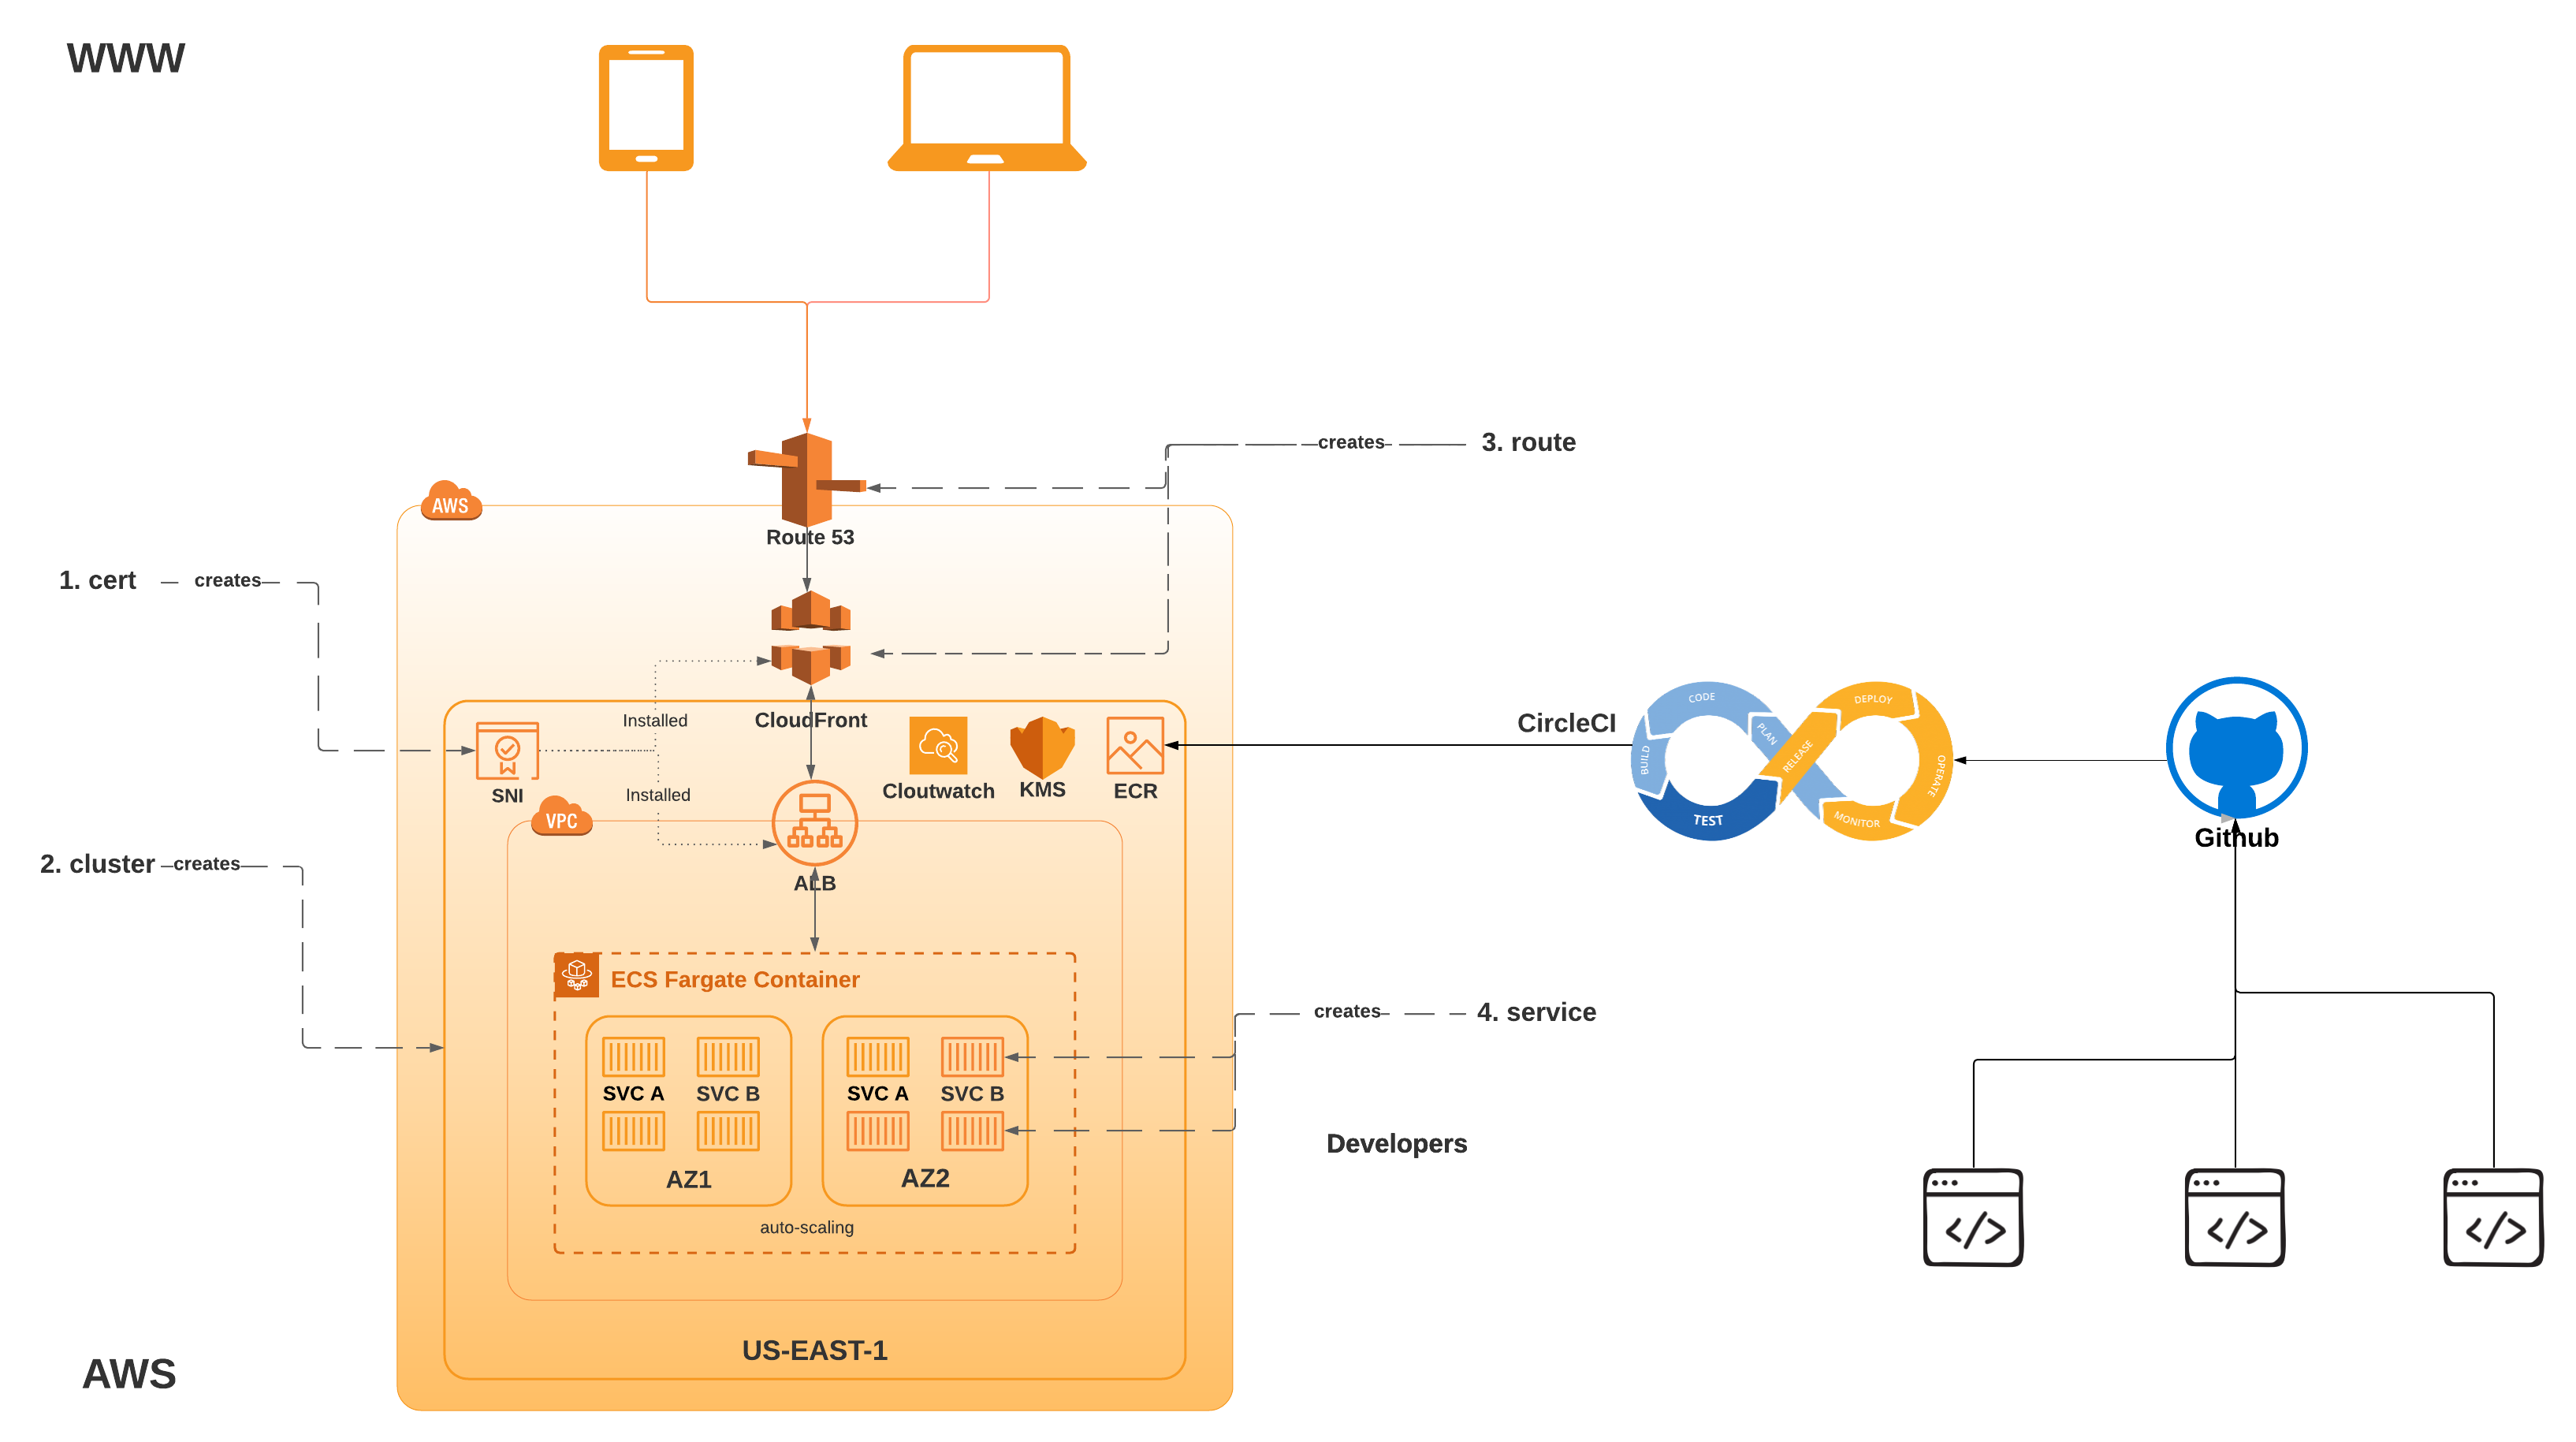 WWW
creates
3. route
AWS
Route 53
1. cert
creates
CODE
DEPLOY
CircleCI
PLAN
RELEASE
BUILD
OPERATE
TEST
MONITOR
Installed
CloudFront
Cloutwatch
KMS
ECR
SNI
Installed
VPC
Github
2. cluster
creates
ALB
ECS Fargate Container
creates
4. service
SVC A
SVC B
SVC A
SVC B
Developers
AZ1
AZ2
auto-scaling
US-EAST-1
AWS